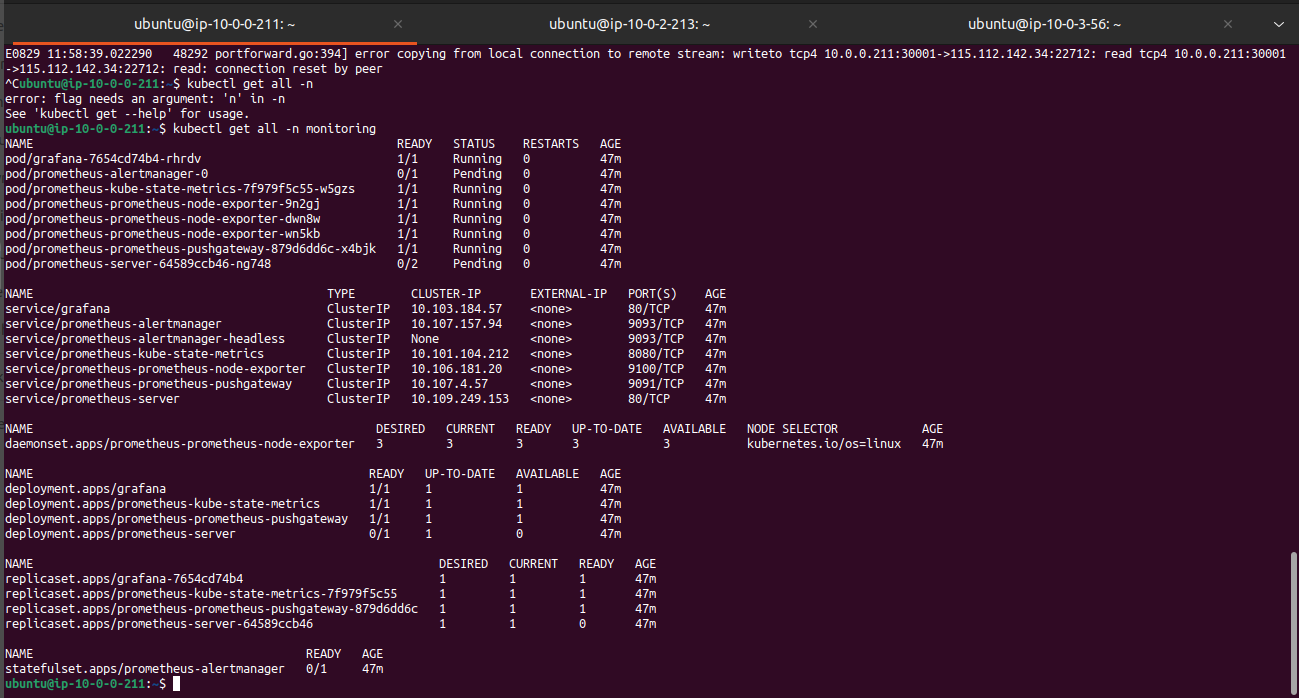 ubuntu@ip-10-0-0-211: ~ × ubuntu@ip-10-0-2-213: ~ × ubuntu@ip-10-0-3-56: ~ ×
E0829 11:58:39.022290   48292 portforward.go:394] error copying from local connection to remote stream: writeto tcp4 10.0.0.211:30001->115.112.142.34:22712: read tcp4 10.0.0.211:30001
->115.112.142.34:22712: read: connection reset by peer
^Cubuntu@ip-10-0-0-211:~$ kubectl get all -n
error: flag needs an argument: 'n' in -n
See 'kubectl get --help' for usage.
ubuntu@ip-10-0-0-211:~$ kubectl get all -n monitoring
NAME READY STATUS RESTARTS AGE
pod/grafana-7654cd74b4-rhrdv 1/1 Running 0 47m
pod/prometheus-alertmanager-0 0/1 Pending 0 47m
pod/prometheus-kube-state-metrics-7f979f5c55-w5gzs 1/1 Running 0 47m
pod/prometheus-prometheus-node-exporter-9n2gj 1/1 Running 0 47m
pod/prometheus-prometheus-node-exporter-dwn8w 1/1 Running 0 47m
pod/prometheus-prometheus-node-exporter-wn5kb 1/1 Running 0 47m
pod/prometheus-prometheus-pushgateway-879d6dd6c-x4bjk 1/1 Running 0 47m
pod/prometheus-server-64589ccb46-ng748 0/2 Pending 0 47m
NAME TYPE CLUSTER-IP EXTERNAL-IP PORT(S) AGE
service/grafana ClusterIP 10.103.184.57 <none> 80/TCP 47m
service/prometheus-alertmanager ClusterIP 10.107.157.94 <none> 9093/TCP 47m
service/prometheus-alertmanager-headless ClusterIP None <none> 9093/TCP 47m
service/prometheus-kube-state-metrics ClusterIP 10.101.104.212 <none> 8080/TCP 47m
service/prometheus-prometheus-node-exporter ClusterIP 10.106.181.20 <none> 9100/TCP 47m
service/prometheus-prometheus-pushgateway ClusterIP 10.107.4.57 <none> 9091/TCP 47m
service/prometheus-server ClusterIP 10.109.249.153 <none> 80/TCP 47m
NAME DESIRED CURRENT READY UP-TO-DATE AVAILABLE NODE SELECTOR AGE
daemonset.apps/prometheus-prometheus-node-exporter 3 3 3 3 3 kubernetes.io/os=linux 47m
NAME READY UP-TO-DATE AVAILABLE AGE
deployment.apps/grafana 1/1 1 1 47m
deployment.apps/prometheus-kube-state-metrics 1/1 1 1 47m
deployment.apps/prometheus-prometheus-pushgateway 1/1 1 1 47m
deployment.apps/prometheus-server 0/1 1 0 47m
NAME DESIRED CURRENT READY AGE
replicaset.apps/grafana-7654cd74b4 1 1 1 47m
replicaset.apps/prometheus-kube-state-metrics-7f979f5c55 1 1 1 47m
replicaset.apps/prometheus-prometheus-pushgateway-879d6dd6c 1 1 1 47m
replicaset.apps/prometheus-server-64589ccb46 1 1 0 47m
NAME READY AGE
statefulset.apps/prometheus-alertmanager 0/1 47m
ubuntu@ip-10-0-0-211:~$